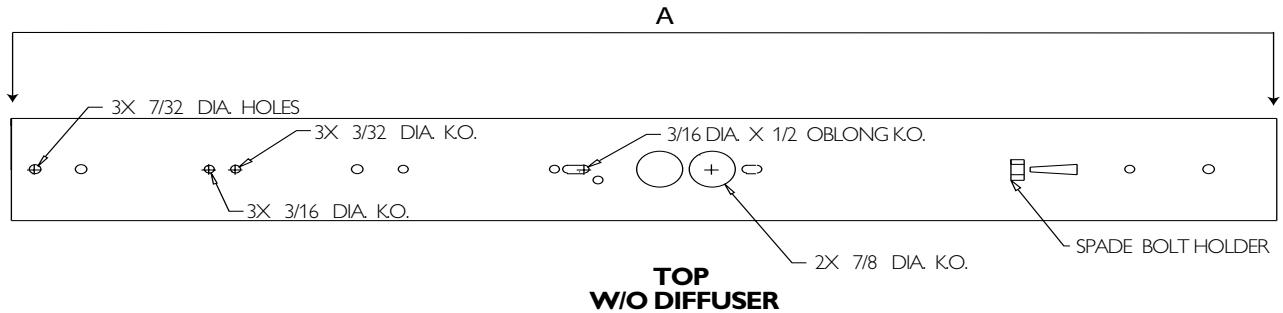 A
3X 7/32 DIA. HOLES
3X 3/32 DIA. K.O.
3/16 DIA. X 1/2 OBLONG K.O.
3X 3/16 DIA. K.O.
SPADE BOLT HOLDER
2X 7/8 DIA. K.O.
TOP
W/O DIFFUSER